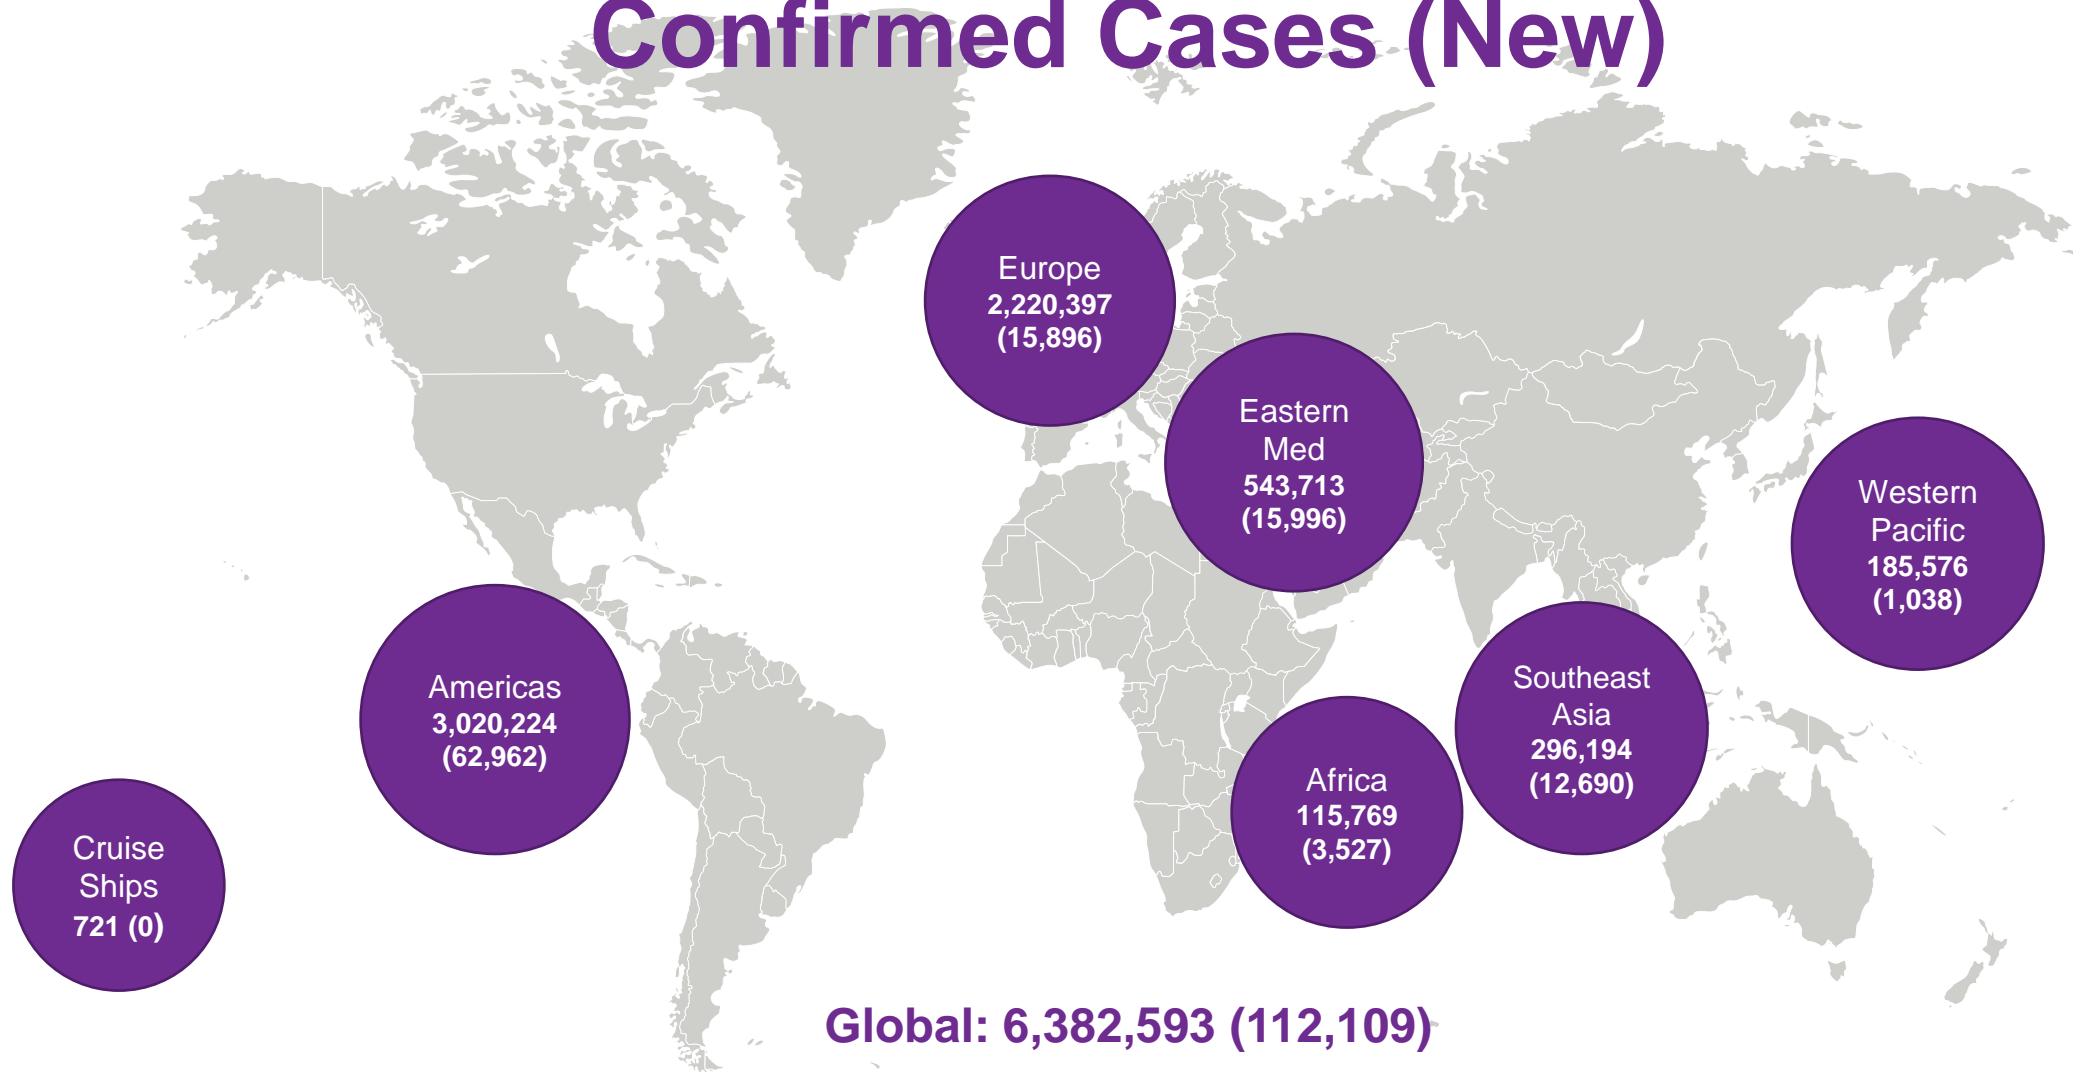 Confirmed Cases (New)
Europe
2,220,397
(15,896)
Eastern
Med
543,713
(15,996)
Western
Pacific
185,576
(1,038)
Americas
3,020,224
(62,962)
Southeast
Asia
296,194
(12,690)
Africa
115,769
(3,527)
Cruise
Ships
721 (0)
Global: 6,382,593 (112,109)